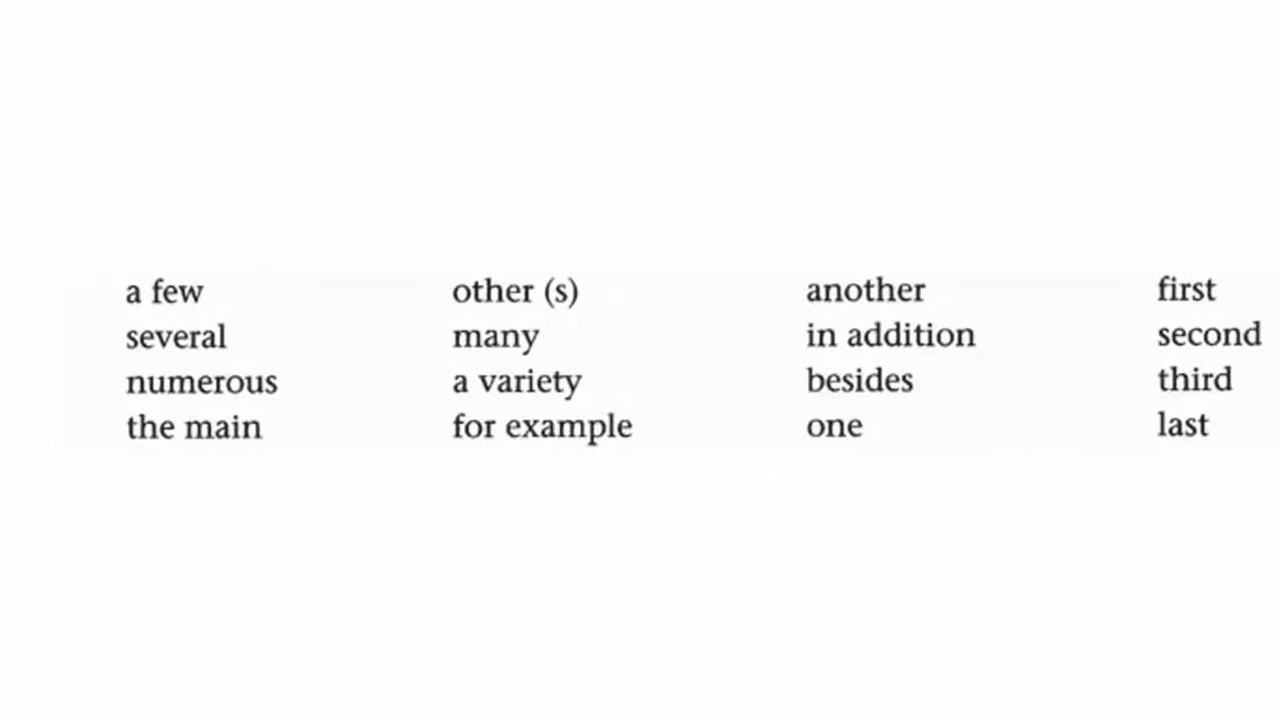 a few other (s) another first
several many in addition second
numerous a variety besides third
the main for example one last